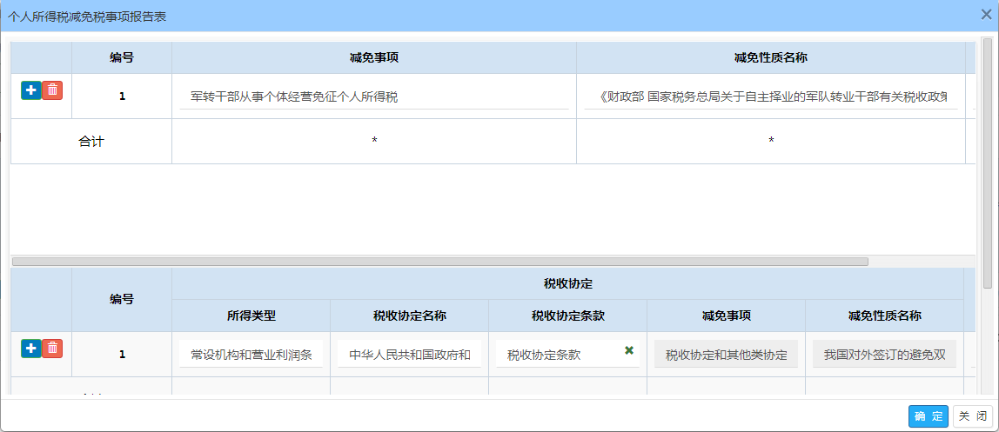 个人所得税减免税事项报告表
编号 减免事项 减免性质名称
1 军转干部从事个体经营免征个人所得税 《财政部 国家税务总局关于自主择业的军队转业干部有关税收政策
合计 * *
编号 税收协定
所得类型 税收协定名称 税收协定条款 减免事项 减免性质名称
1 常设机构和营业利润条 中华人民共和国政府和 税收协定条款 税收协定和其他类协定 我国对外签订的避免双
确 定 关 闭